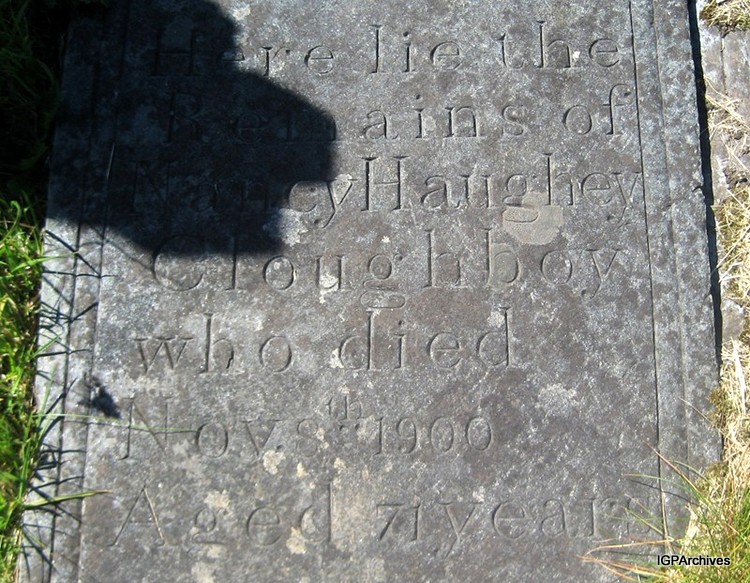 Here lie the
Remains of
Nancy Haughey
Cloughboy
who died
Nov. 8th 1900
Aged 71 years
IGPArchives